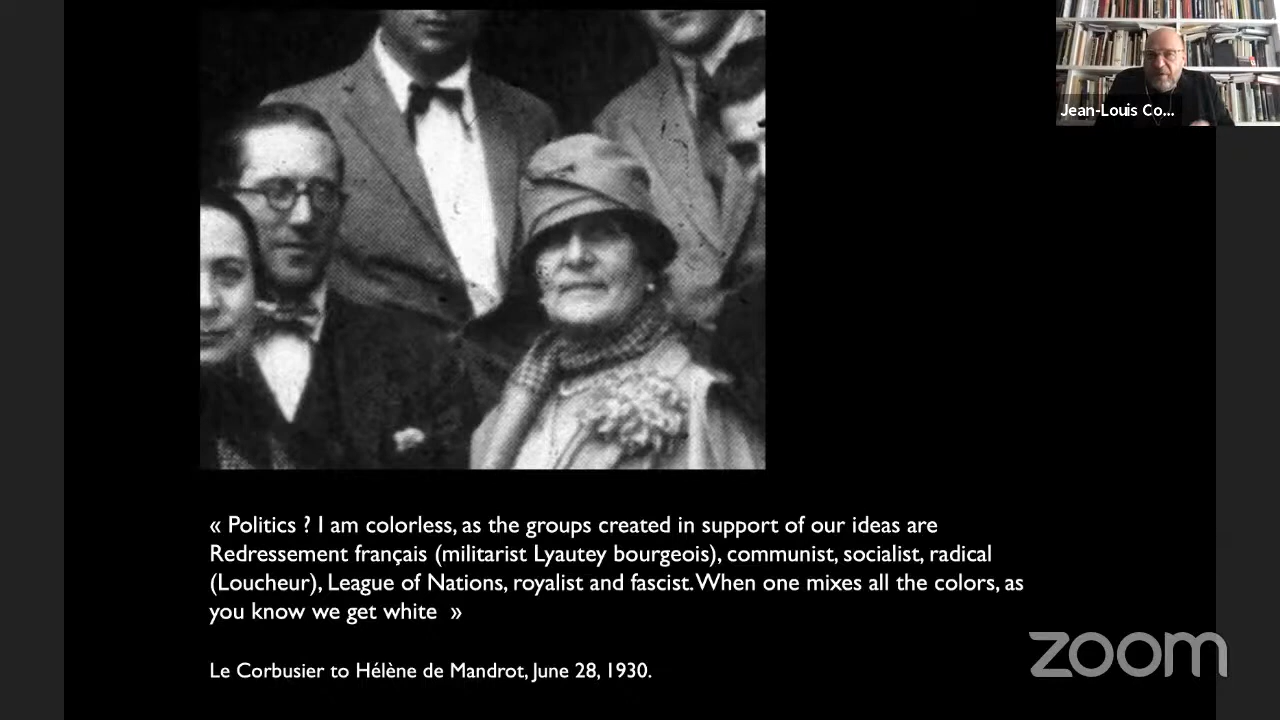 Jean-Louis Co...
« Politics ? I am colorless, as the groups created in support of our ideas are
Redressement français (militarist Lyautey bourgeois), communist, socialist, radical
(Loucheur), League of Nations, royalist and fascist. When one mixes all the colors, as
you know we get white »
Le Corbusier to Hélène de Mandrot, June 28, 1930.
zoom